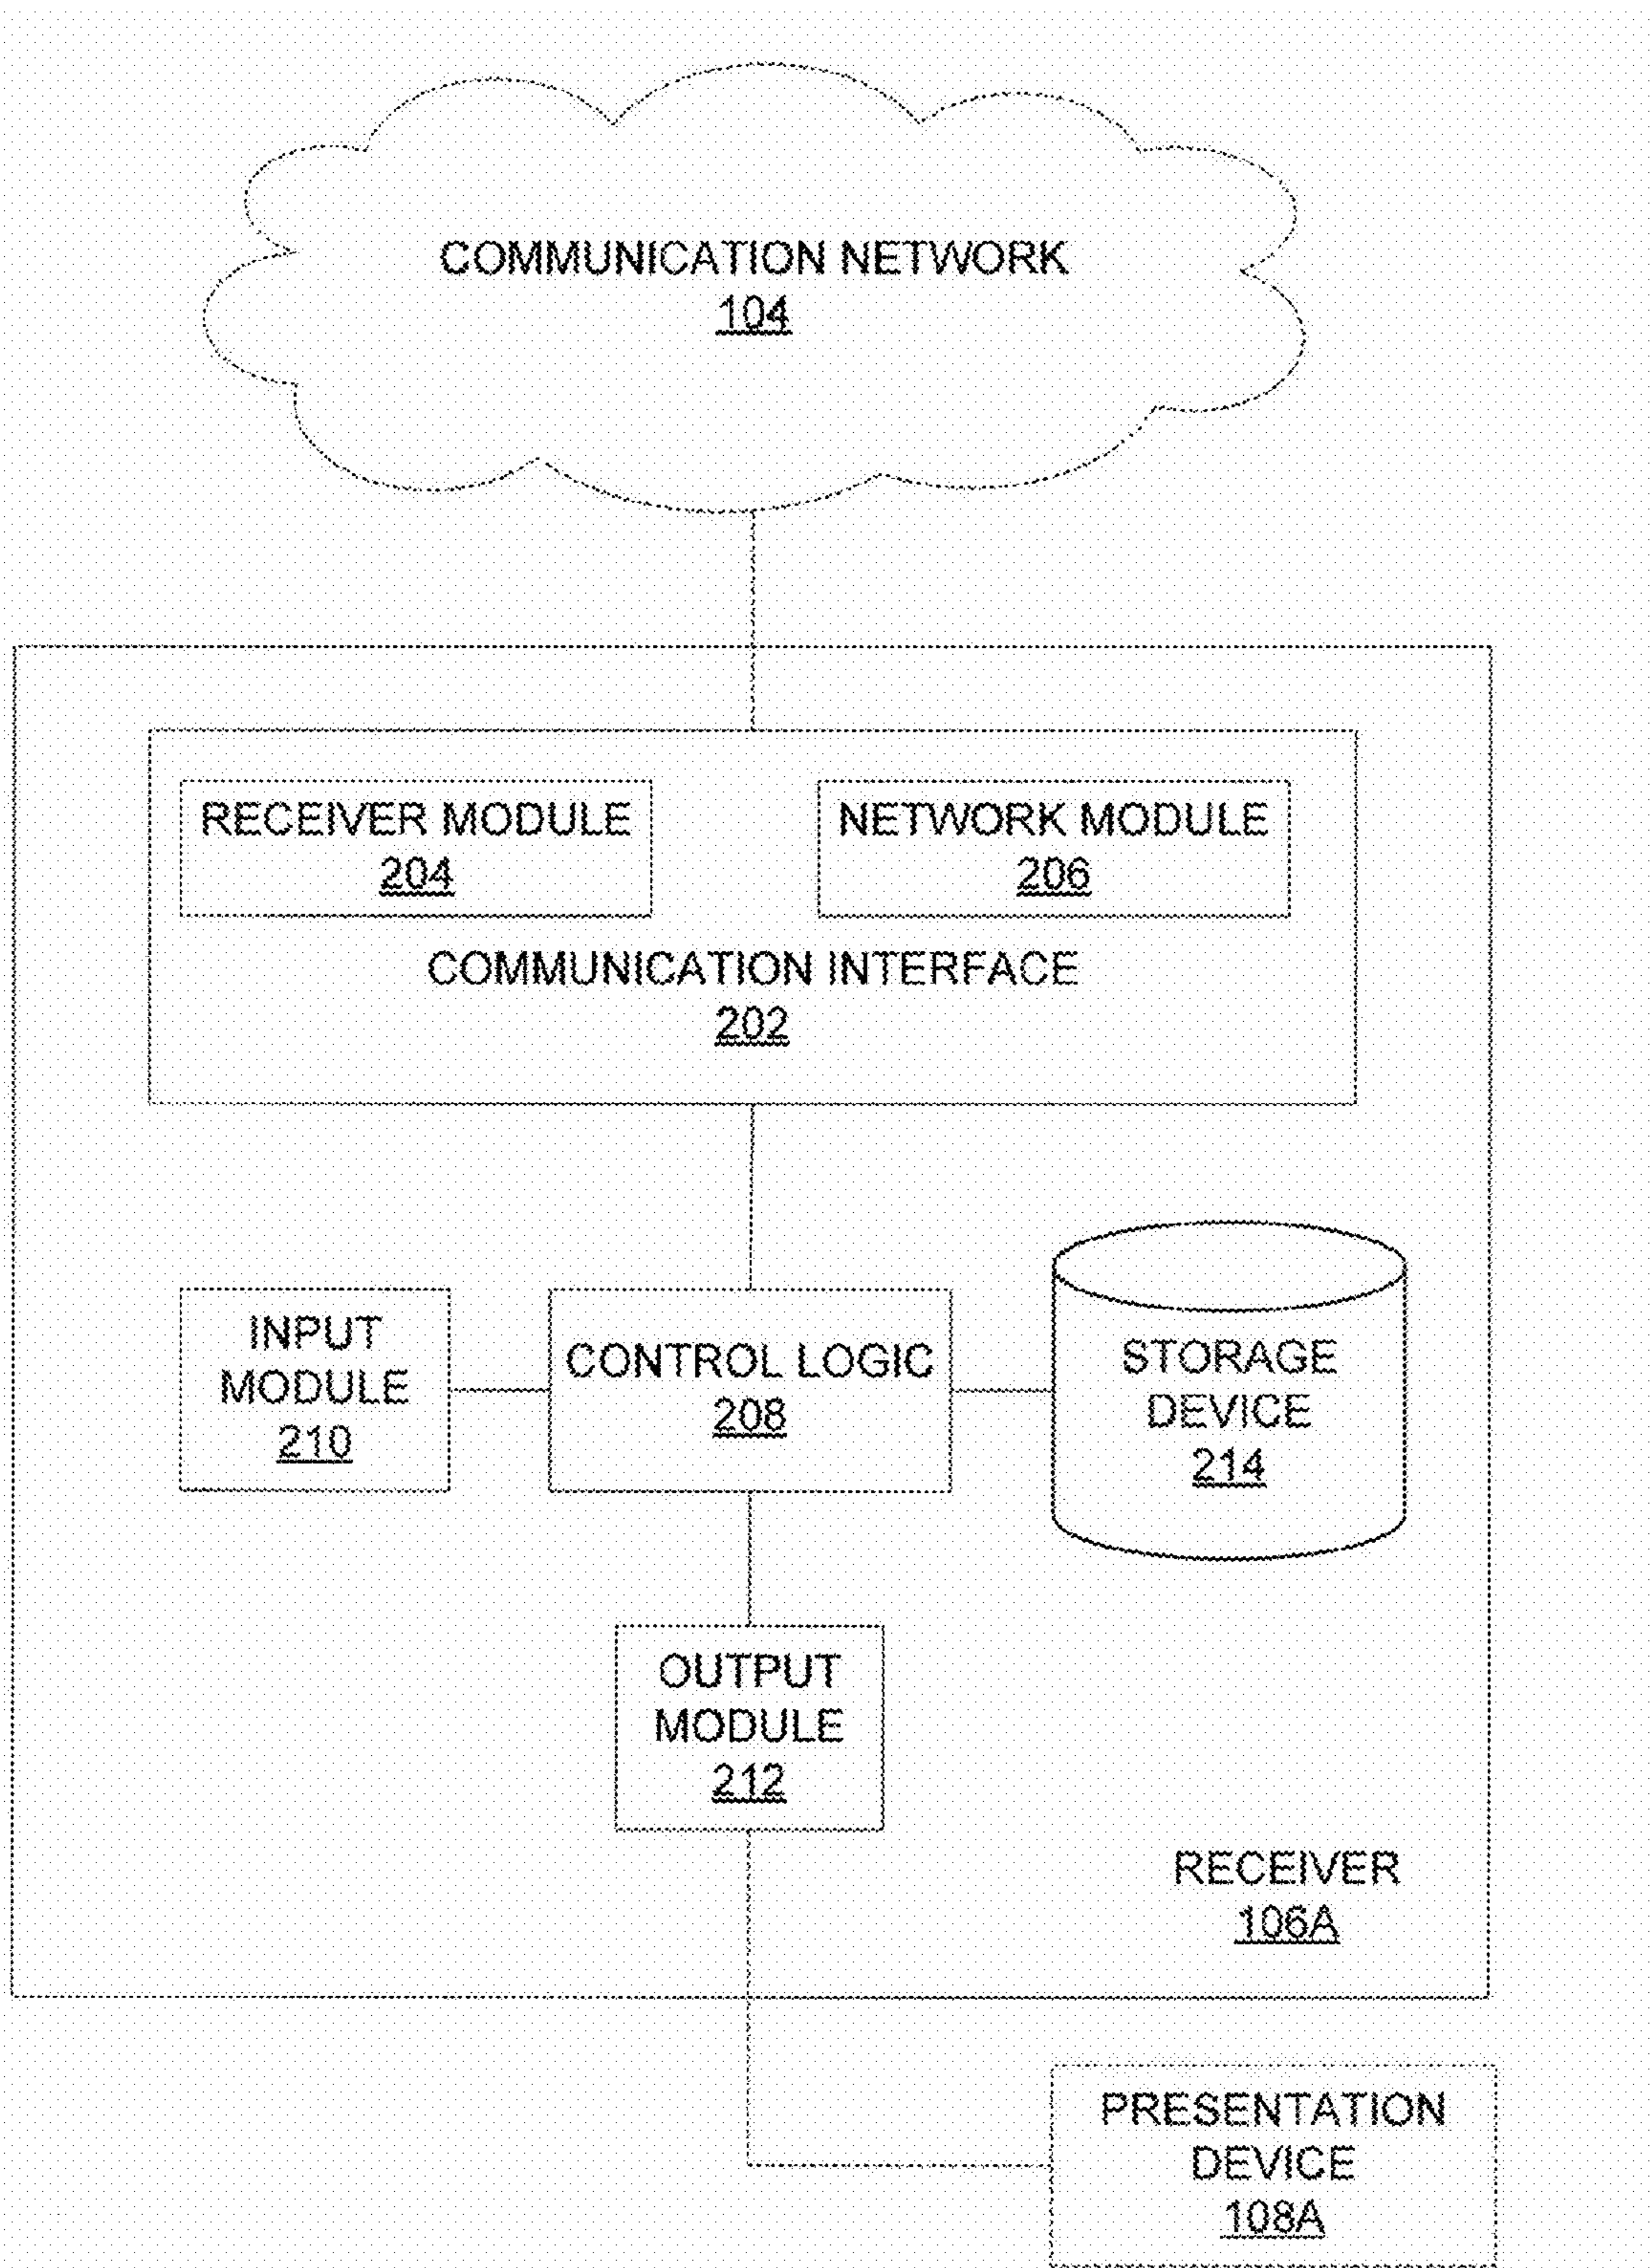 COMMUNICATION NETWORK
104
RECEIVER MODULE
204
NETWORK MODULE
206
COMMUNICATION INTERFACE
202
INPUT
MODULE
210
CONTROL LOGIC
208
STORAGE
DEVICE
214
OUTPUT
MODULE
212
RECEIVER
106A
PRESENTATION
DEVICE
108A